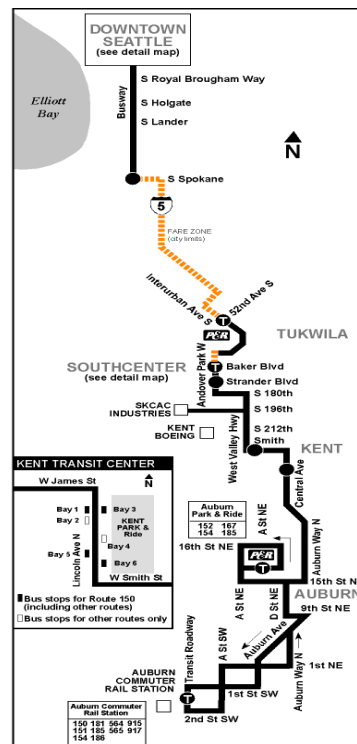 DOWNTOWN
SEATTLE
(see detail map)
S Royal Brougham Way
Elliott
Bay
Busway
S Holgate
S Lander
N
S Spokane
5
FARE ZONE
(city limits)
Interurban Ave S
52nd Ave S
T
P&R
TUKWILA
Andover Park W
SOUTHCENTER
(see detail map)
T
Baker Blvd
Strander Blvd
S 180th
SKCAC
INDUSTRIES
S 196th
KENT
BOEING
West Valley Hwy
S 212th
Smith
KENT
Central Ave
KENT TRANSIT CENTER
W James St
N
Lincoln Ave N
Bay 1
Bay 2
Bay 3
KENT
PARK &
Ride
Bay 4
Bay 5
Bay 6
W Smith St
Bus stops for Route 150
(including other routes)
Bus stops for other routes only
Auburn
Park & Ride
152 167
154 185
A St NE
16th St NE
P&R
T
Auburn Way N
15th St N
A St NE
D St NE
AUBURN
9th St NE
Auburn Ave
A St SW
Transit Roadway
Auburn Way N
1st NE
AUBURN
COMMUTER
RAIL STATION
T
1st St SW
2nd St SW
Auburn Commuter
Rail Station
150 181 564 915
151 185 565 917
154 186